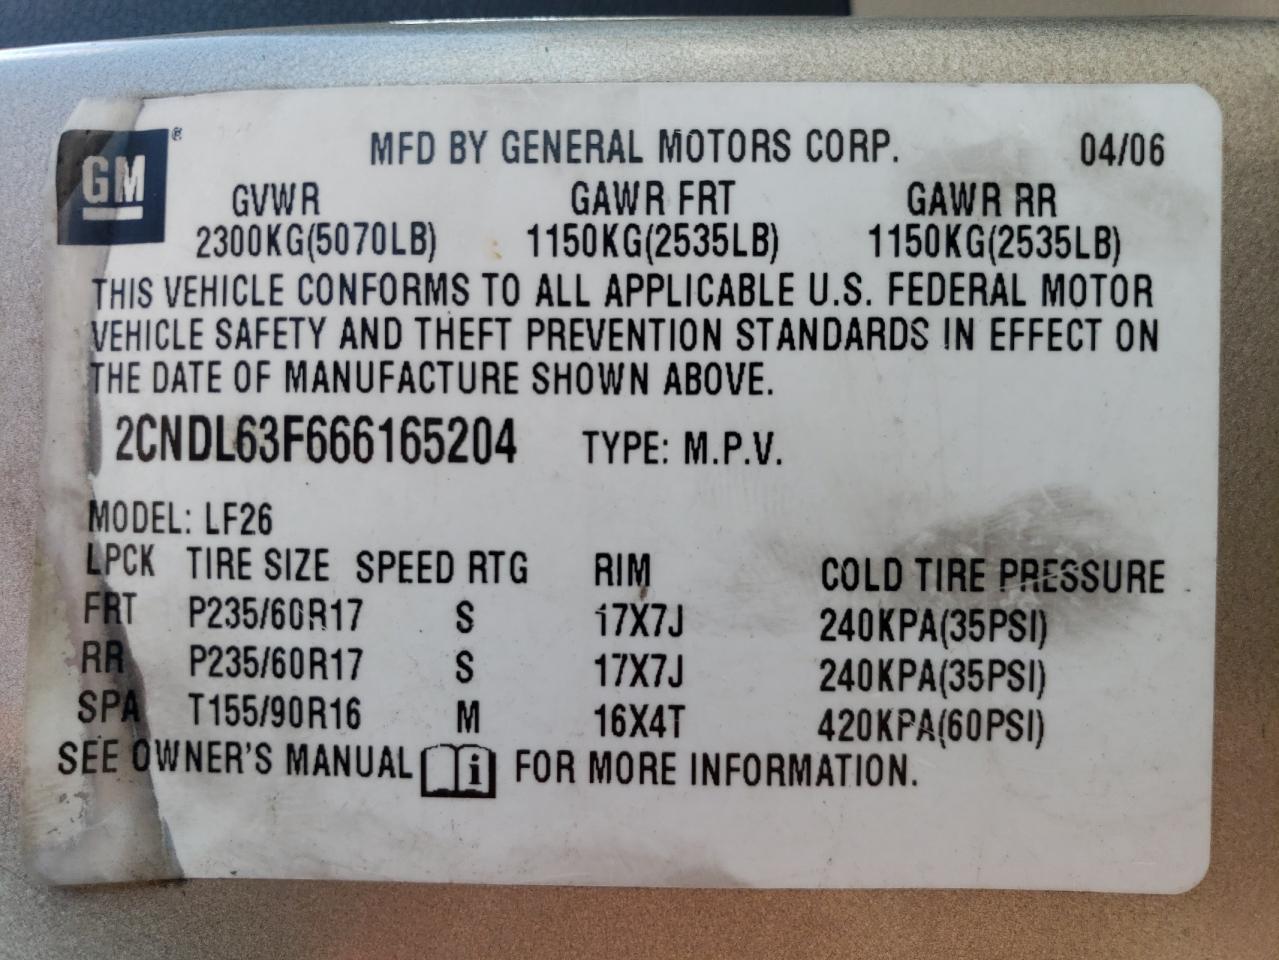 GM®
MFD BY GENERAL MOTORS CORP. 04/06
GVWR GAWR FRT GAWR RR
2300KG(5070LB) 1150KG(2535LB) 1150KG(2535LB)
THIS VEHICLE CONFORMS TO ALL APPLICABLE U.S. FEDERAL MOTOR
VEHICLE SAFETY AND THEFT PREVENTION STANDARDS IN EFFECT ON
THE DATE OF MANUFACTURE SHOWN ABOVE.
2CNDL63F666165204 TYPE: M.P.V.
MODEL: LF26
LPCK TIRE SIZE SPEED RTG RIM COLD TIRE PRESSURE
FRT P235/60R17 S 17X7J 240KPA(35PSI)
RR P235/60R17 S 17X7J 240KPA(35PSI)
SPA T155/90R16 M 16X4T 420KPA(60PSI)
SEE OWNER'S MANUAL i FOR MORE INFORMATION.